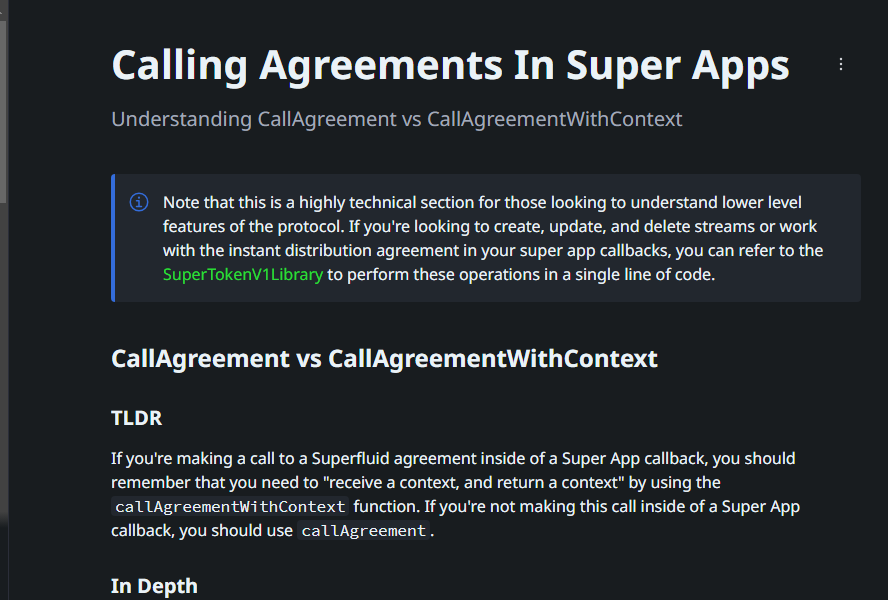 Calling Agreements In Super Apps
Understanding CallAgreement vs CallAgreementWithContext
Note that this is a highly technical section for those looking to understand lower level
features of the protocol. If you're looking to create, update, and delete streams or work
with the instant distribution agreement in your super app callbacks, you can refer to the
SuperTokenV1Library to perform these operations in a single line of code.
CallAgreement vs CallAgreementWithContext
TLDR
If you're making a call to a Superfluid agreement inside of a Super App callback, you should
remember that you need to "receive a context, and return a context" by using the
callAgreementWithContext function. If you're not making this call inside of a Super App
callback, you should use callAgreement.
In Depth